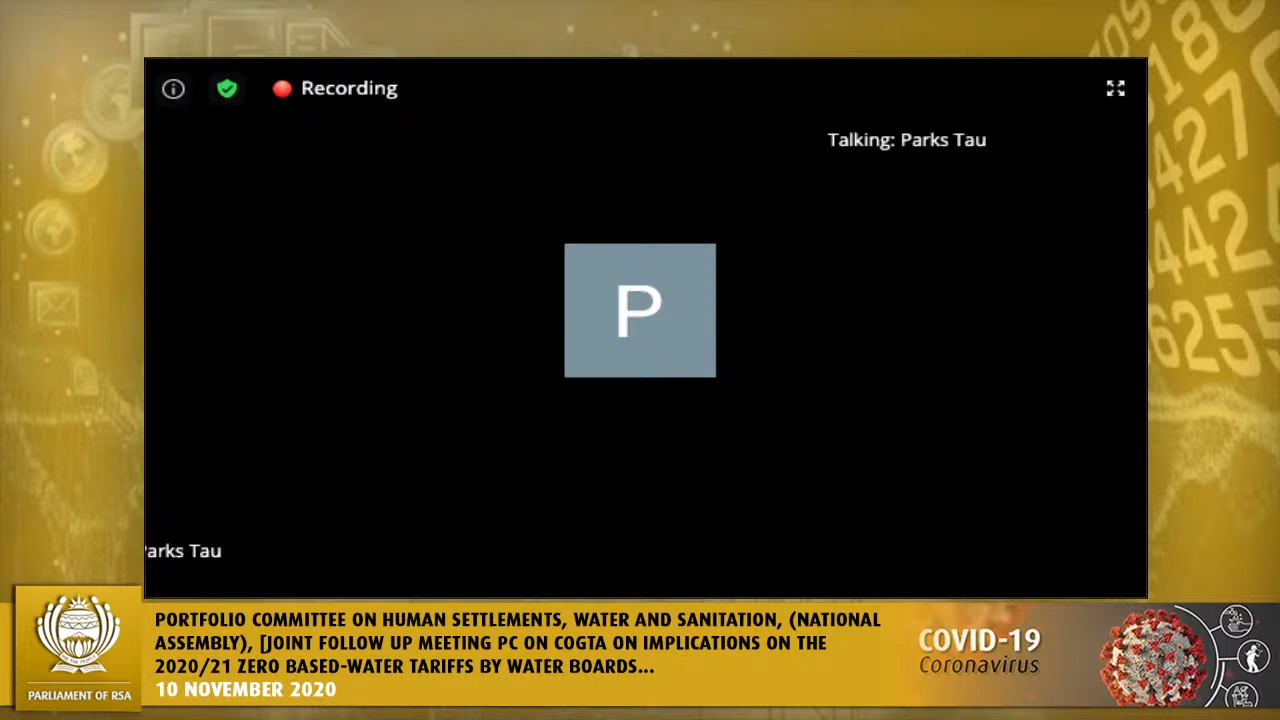 Recording
Talking: Parks Tau
P
arks Tau
PORTFOLIO COMMITTEE ON HUMAN SETTLEMENTS, WATER AND SANITATION, (NATIONAL
ASSEMBLY), [JOINT FOLLOW UP MEETING PC ON COGTA ON IMPLICATIONS ON THE
2020/21 ZERO BASED-WATER TARIFFS BY WATER BOARDS...
10 NOVEMBER 2020
PARLIAMENT OF RSA
COVID-19
Coronavirus